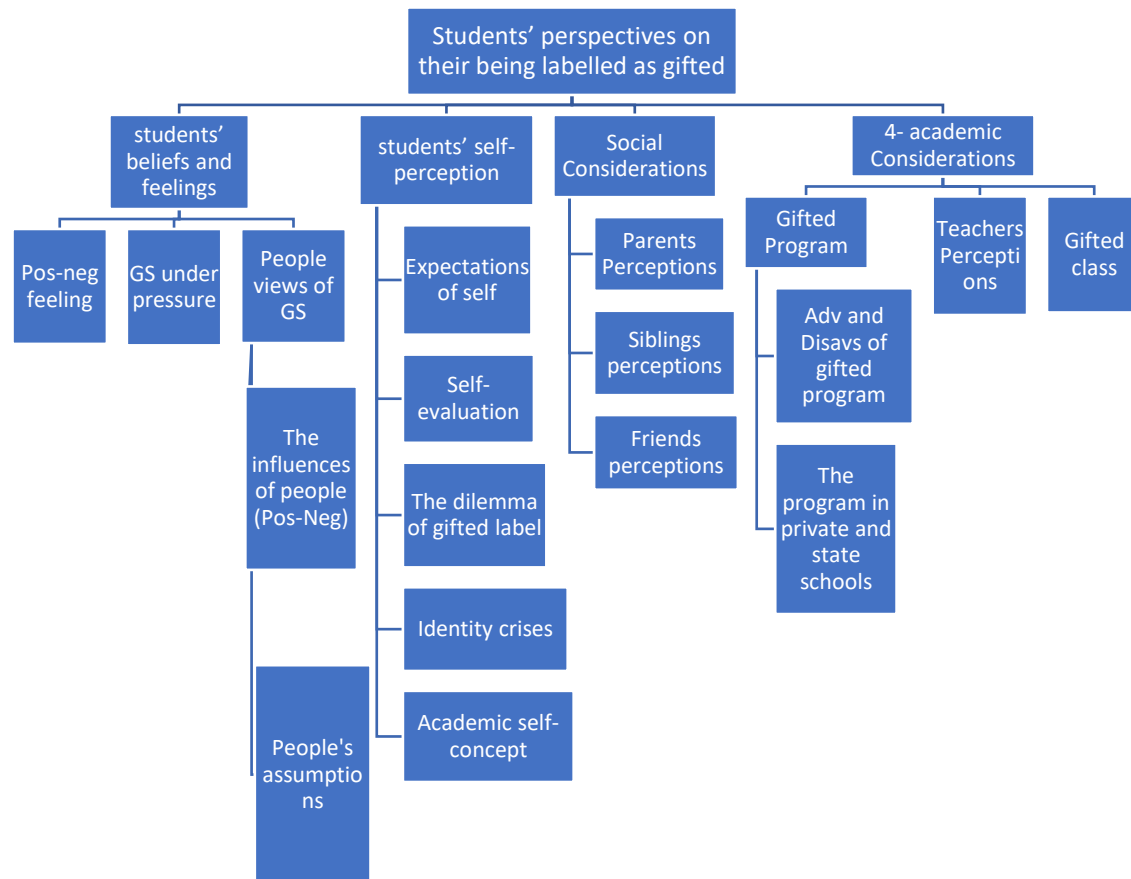 Students’ perspectives on
their being labelled as gifted
students’
beliefs and
feelings
Pos-neg
feeling
GS under
pressure
People
views of
GS
The
influences
of people
(Pos-Neg)
People's
assumptio
ns
students’ self-
perception
Expectations
of self
Self-
evaluation
The dilemma
of gifted label
Identity crises
Academic self-
concept
Social
Considerations
Parents
Perceptions
Siblings
perceptions
Friends
perceptions
4- academic
Considerations
Gifted
Program
Adv and
Disavs of
gifted
program
The
program in
private and
state
schools
Teachers
Percepti
ons
Gifted
class